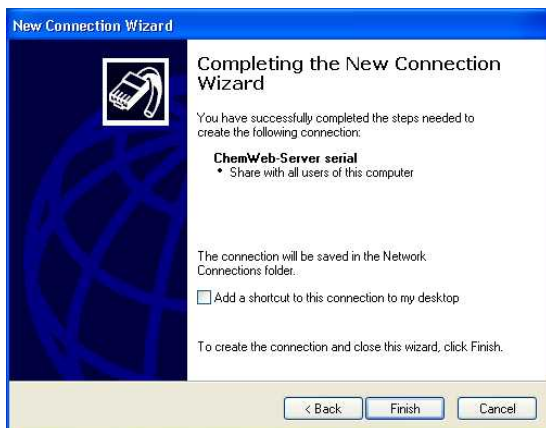 New Connection Wizard
Completing the New Connection
Wizard
You have successfully completed the steps needed to
create the following connection:
ChemWeb-Server serial
• Share with all users of this computer
The connection will be saved in the Network
Connections folder.
Add a shortcut to this connection to my desktop
To create the connection and close this wizard, click Finish.
< Back
Finish
Cancel